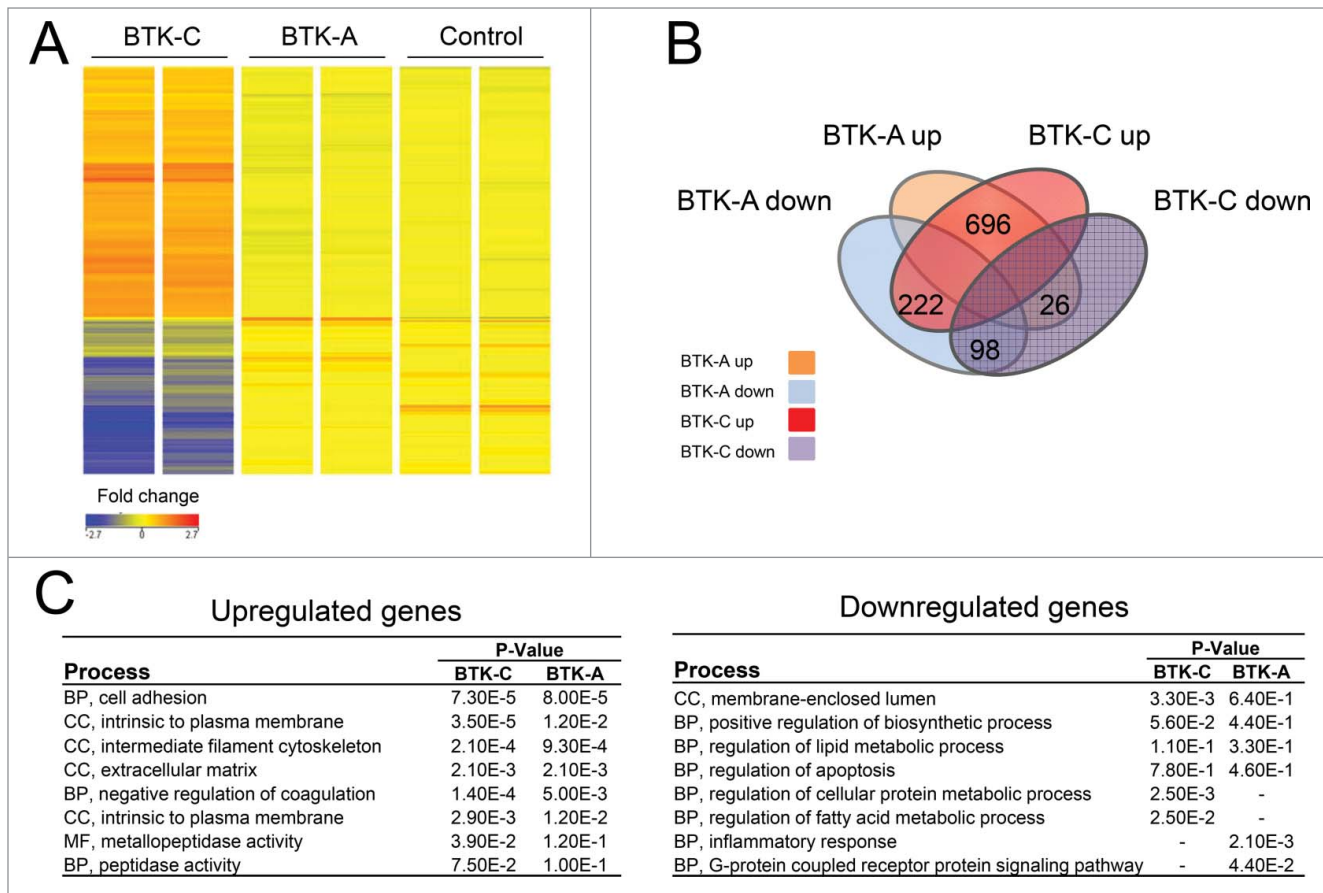 A
BTK-C BTK-A Control
Fold change
-2.7 0 2.7
B
BTK-A up BTK-C up
BTK-A down BTK-C down
696
222 26
98
BTK-A up
BTK-A down
BTK-C up
BTK-C down
C
Upregulated genes
P-Value
Process BTK-C BTK-A
BP, cell adhesion 7.30E-5 8.00E-5
CC, intrinsic to plasma membrane 3.50E-5 1.20E-2
CC, intermediate filament cytoskeleton 2.10E-4 9.30E-4
CC, extracellular matrix 2.10E-3 2.10E-3
BP, negative regulation of coagulation 1.40E-4 5.00E-3
CC, intrinsic to plasma membrane 2.90E-3 1.20E-2
MF, metallopeptidase activity 3.90E-2 1.20E-1
BP, peptidase activity 7.50E-2 1.00E-1
Downregulated genes
P-Value
Process BTK-C BTK-A
CC, membrane-enclosed lumen 3.30E-3 6.40E-1
BP, positive regulation of biosynthetic process 5.60E-2 4.40E-1
BP, regulation of lipid metabolic process 1.10E-1 3.30E-1
BP, regulation of apoptosis 7.80E-1 4.60E-1
BP, regulation of cellular protein metabolic process 2.50E-3 -
BP, regulation of fatty acid metabolic process 2.50E-2 -
BP, inflammatory response - 2.10E-3
BP, G-protein coupled receptor protein signaling pathway - 4.40E-2